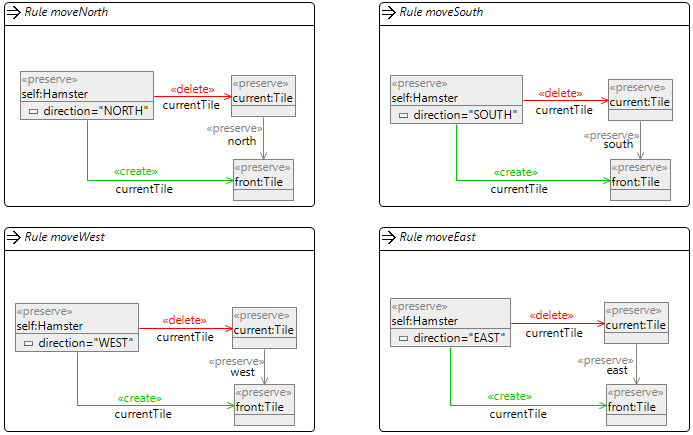 Rule moveNorth
«preserve»
self:Hamster
direction="NORTH"
«delete»
currentTile
«preserve»
current:Tile
«preserve»
north
«create»
currentTile
«preserve»
front:Tile
Rule moveSouth
«preserve»
self:Hamster
direction="SOUTH"
«delete»
currentTile
«preserve»
current:Tile
«preserve»
south
«create»
currentTile
«preserve»
front:Tile
Rule moveWest
«preserve»
self:Hamster
direction="WEST"
«delete»
currentTile
«preserve»
current:Tile
«preserve»
west
«create»
currentTile
«preserve»
front:Tile
Rule moveEast
«preserve»
self:Hamster
direction="EAST"
«delete»
currentTile
«preserve»
current:Tile
«preserve»
east
«create»
currentTile
«preserve»
front:Tile